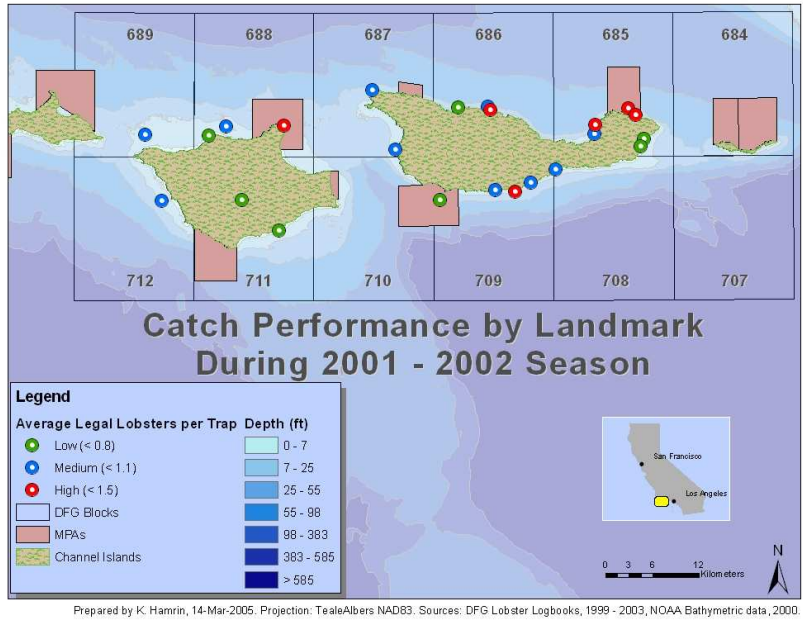 689 688 687 686 685 684
712 711 710 709 708 707
Catch Performance by Landmark
During 2001 - 2002 Season
Legend
Average Legal Lobsters per Trap
Low (< 0.8)
Medium (< 1.1)
High (< 1.5)
DFG Blocks
MPAs
Channel Islands
Depth (ft)
0 - 7
7 - 25
25 - 55
55 - 98
98 - 383
383 - 585
> 585
San Francisco
Los Angeles
0 3 6 12
Kilometers
N
Prepared by K. Hamrin, 14-Mar-2005. Projection: TealeAlbers NAD83. Sources: DFG Lobster Logbooks, 1999 - 2003, NOAA Bathymetric data, 2000.